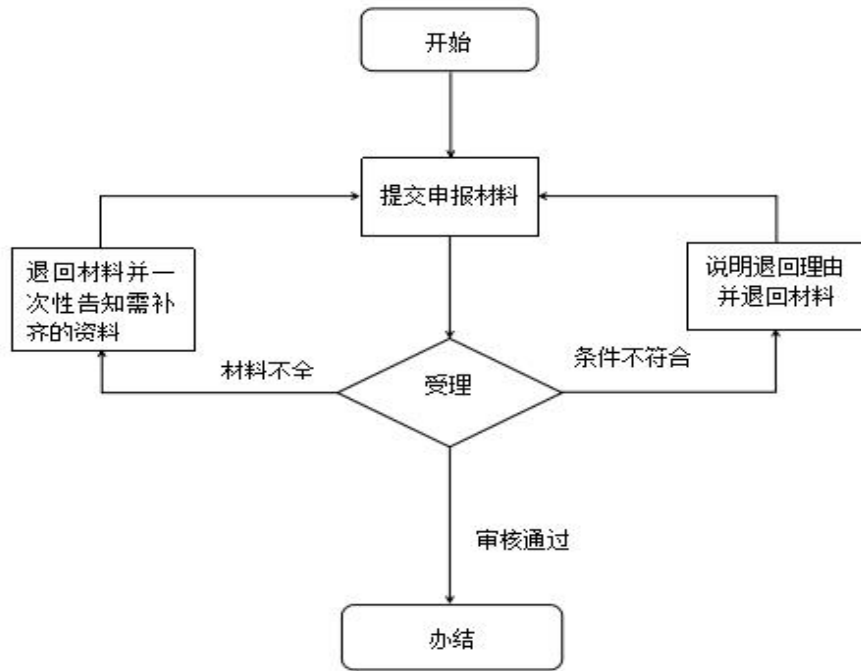 开始
提交申报材料
退回材料并一
次性告知需补
齐的资料
说明退回理由
并退回材料
材料不全
条件不符合
受理
审核通过
办结